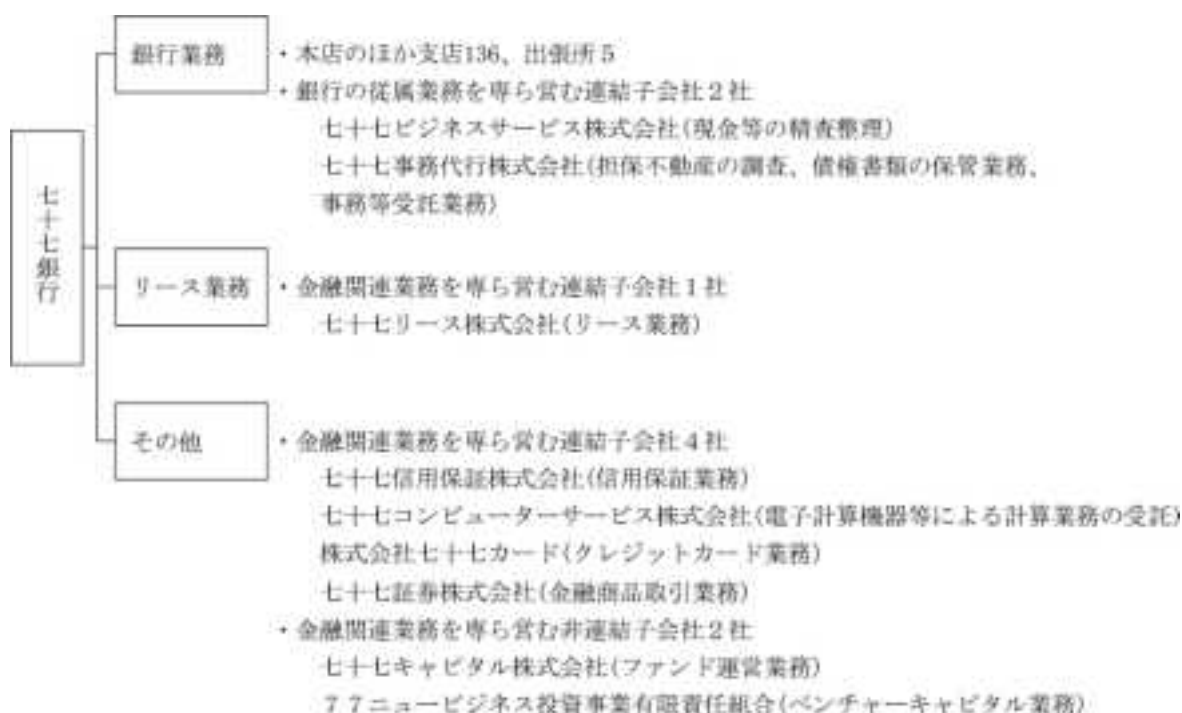 七十七銀行
銀行業務
・本店のほか支店136、出張所5
・銀行の従属業務を専ら営む連結子会社2社
七十七ビジネスサービス株式会社(現金等の精査整理)
七十七事務代行株式会社(担保不動産の調査、債権書類の保管業務、
事務等受託業務)
リース業務
・金融関連業務を専ら営む連結子会社1社
七十七リース株式会社(リース業務)
その他
・金融関連業務を専ら営む連結子会社4社
七十七信用保証株式会社(信用保証業務)
七十七コンピューターサービス株式会社(電子計算機器等による計算業務の受託)
株式会社七十七カード(クレジットカード業務)
七十七証券株式会社(金融商品取引業務)
・金融関連業務を専ら営む非連結子会社2社
七十七キャピタル株式会社(ファンド運営業務)
77ニュービジネス投資事業有限責任組合(ベンチャーキャピタル業務)